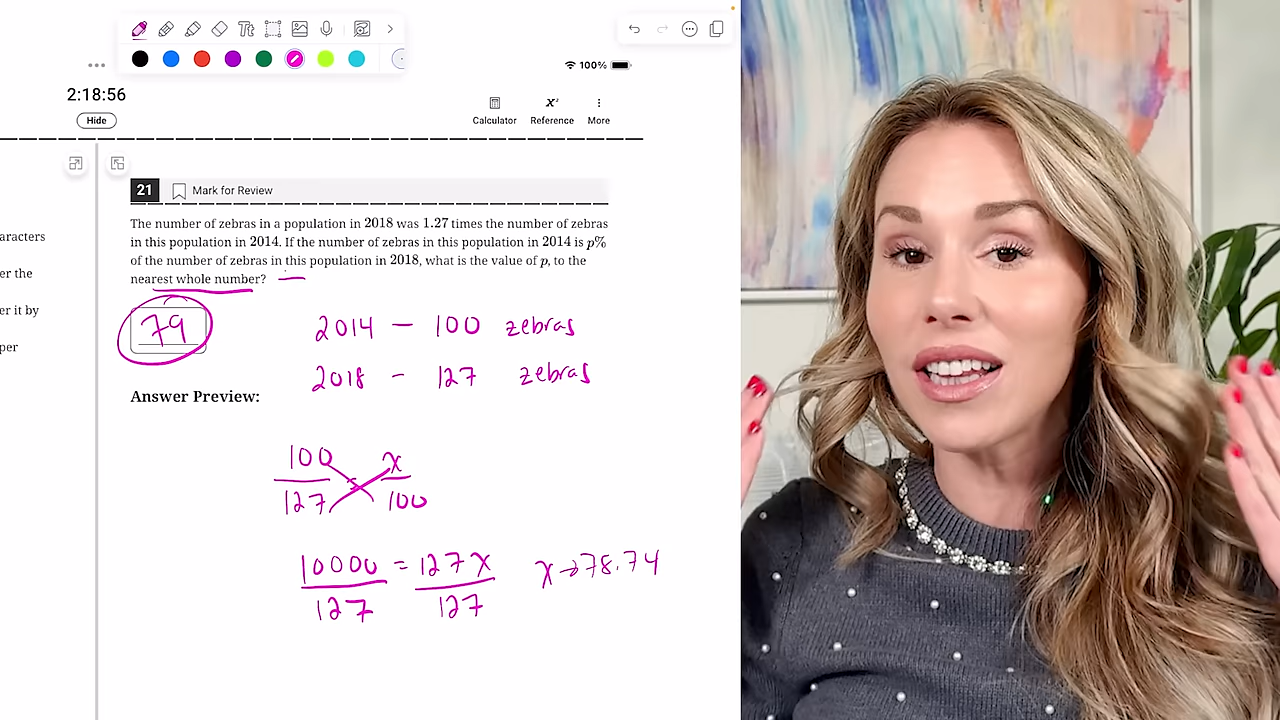 Tt
100%
2:18:56
Hide
Calculator
Reference
More
aracters
er the
er it by
per
21 Mark for Review
The number of zebras in a population in 2018 was 1.27 times the number of zebras
in this population in 2014. If the number of zebras in this population in 2014 is p%
of the number of zebras in this population in 2018, what is the value of p, to the
nearest whole number?
79
2014 – 100 zebras
2018 - 127 zebras
Answer Preview:
100 = x
127 100
10000 = 127x x→78.74
127 127